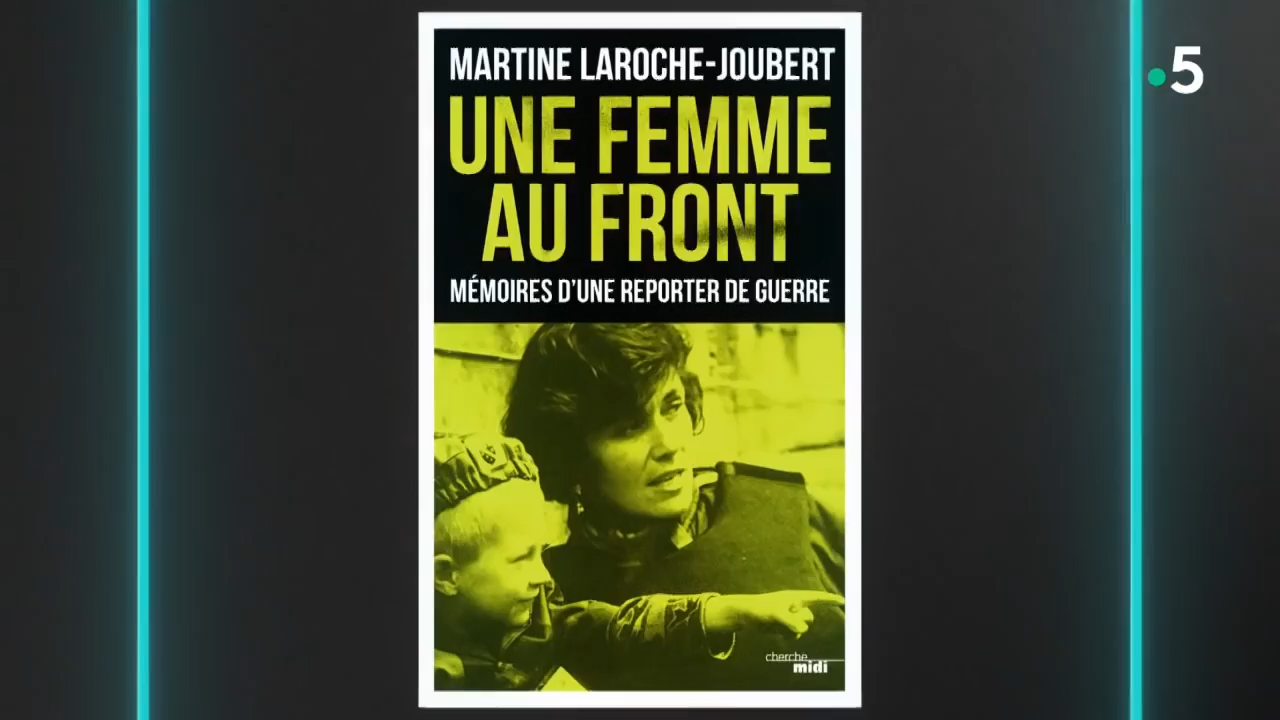 MARTINE LAROCHE-JOUBERT
UNE FEMME
AU FRONT
MÉMOIRES D'UNE REPORTER DE GUERRE
cherche
midi
5